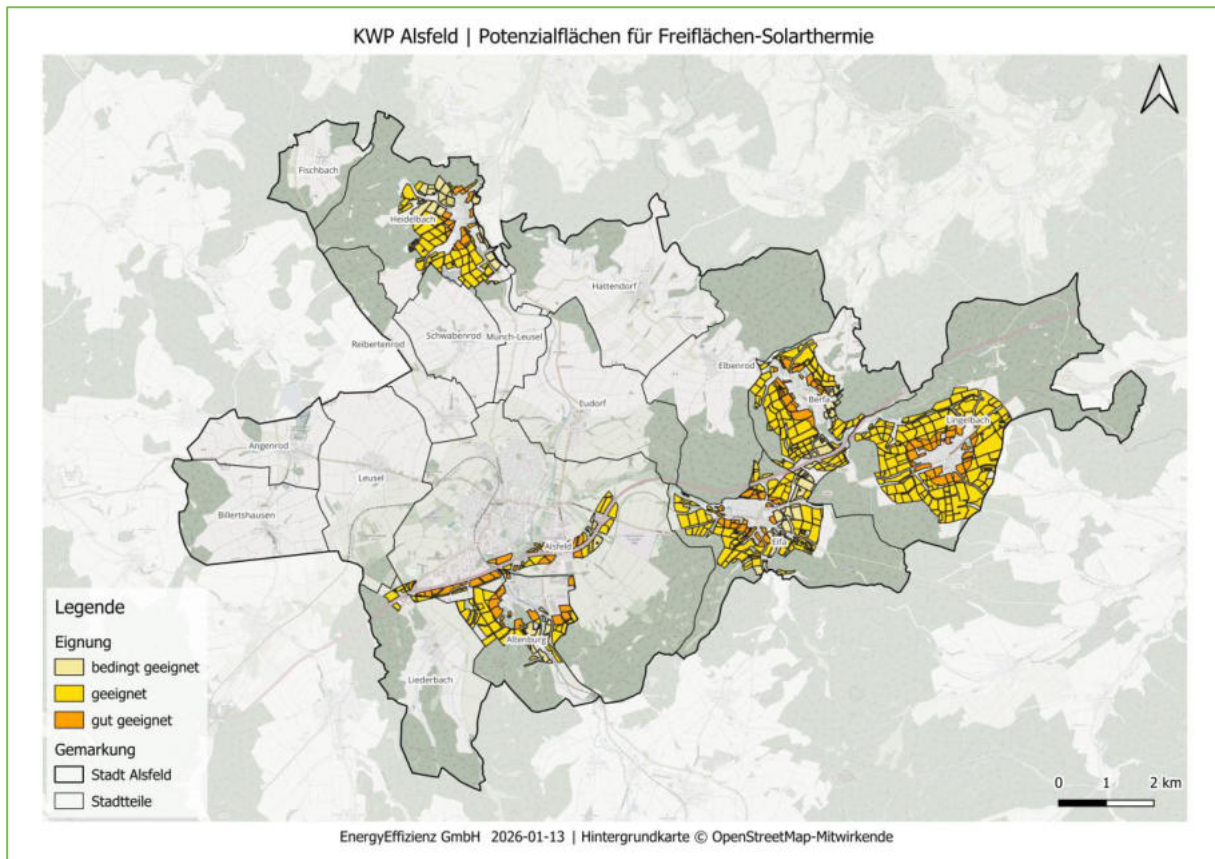 KWP Alsfeld | Potenzialflächen für Freiflächen-Solarthermie
Fischbach
Heidelbach
Hattendorf
Schwabenrod
Münch-Leusel
Reibertenrod
Elbenrod
Berfa
Eudorf
Lingelbach
Angenrod
Leusel
Billertshausen
Alsfeld
Eifa
Altenburg
Liederbach
Legende
Eignung
bedingt geeignet
geeignet
gut geeignet
Gemarkung
Stadt Alsfeld
Stadtteile
0 1 2 km
EnergyEffizienz GmbH 2026-01-13 | Hintergrundkarte © OpenStreetMap-Mitwirkende